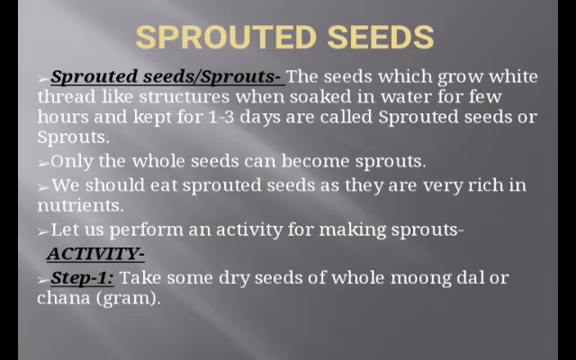 SPROUTED SEEDS
➢Sprouted seeds/Sprouts- The seeds which grow white
thread like structures when soaked in water for few
hours and kept for 1-3 days are called Sprouted seeds or
Sprouts.
➢Only the whole seeds can become sprouts.
➢We should eat sprouted seeds as they are very rich in
nutrients.
➢Let us perform an activity for making sprouts-
ACTIVITY-
➢Step-1: Take some dry seeds of whole moong dal or
chana (gram).